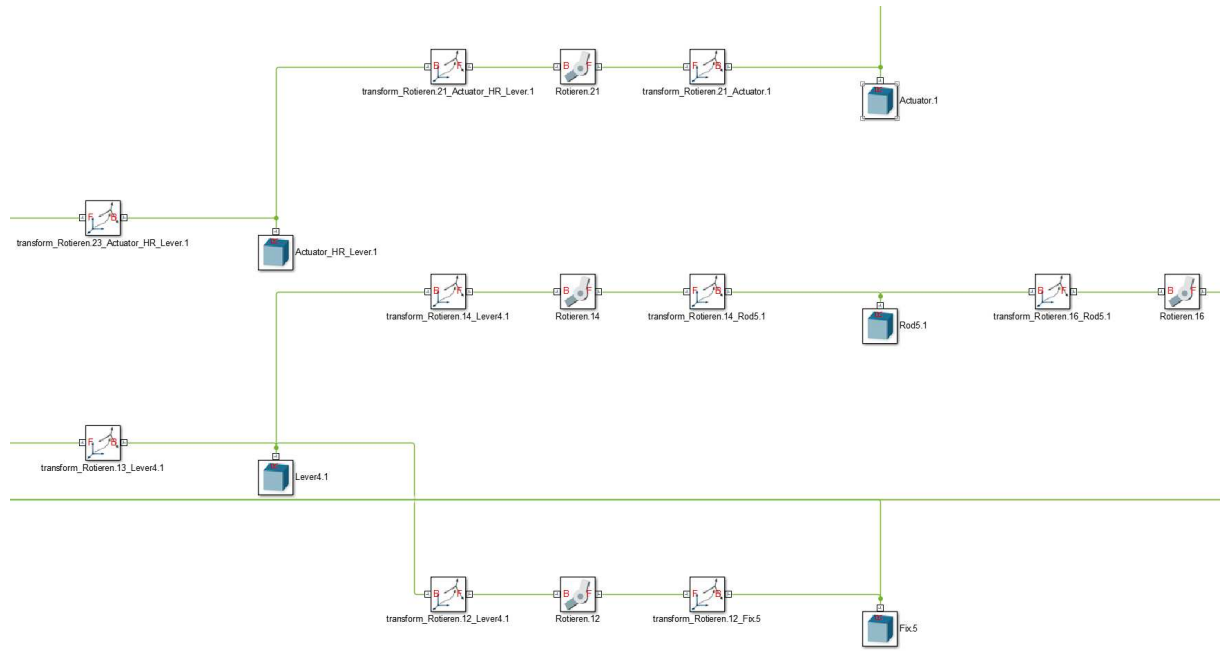 B F
B F
F B
transform_Rotieren.21_Actuator_HR_Lever.1
Rotieren.21
transform_Rotieren.21_Actuator.1
Actuator.1
F B
transform_Rotieren.23_Actuator_HR_Lever.1
Actuator_HR_Lever.1
B F
B F
F B
B F
B F
transform_Rotieren.14_Lever4.1
Rotieren.14
transform_Rotieren.14_Rod5.1
Rod5.1
transform_Rotieren.16_Rod5.1
Rotieren.16
F B
transform_Rotieren.13_Lever4.1
Lever4.1
B F
B F
F B
transform_Rotieren.12_Lever4.1
Rotieren.12
transform_Rotieren.12_Fix.5
Fix.5